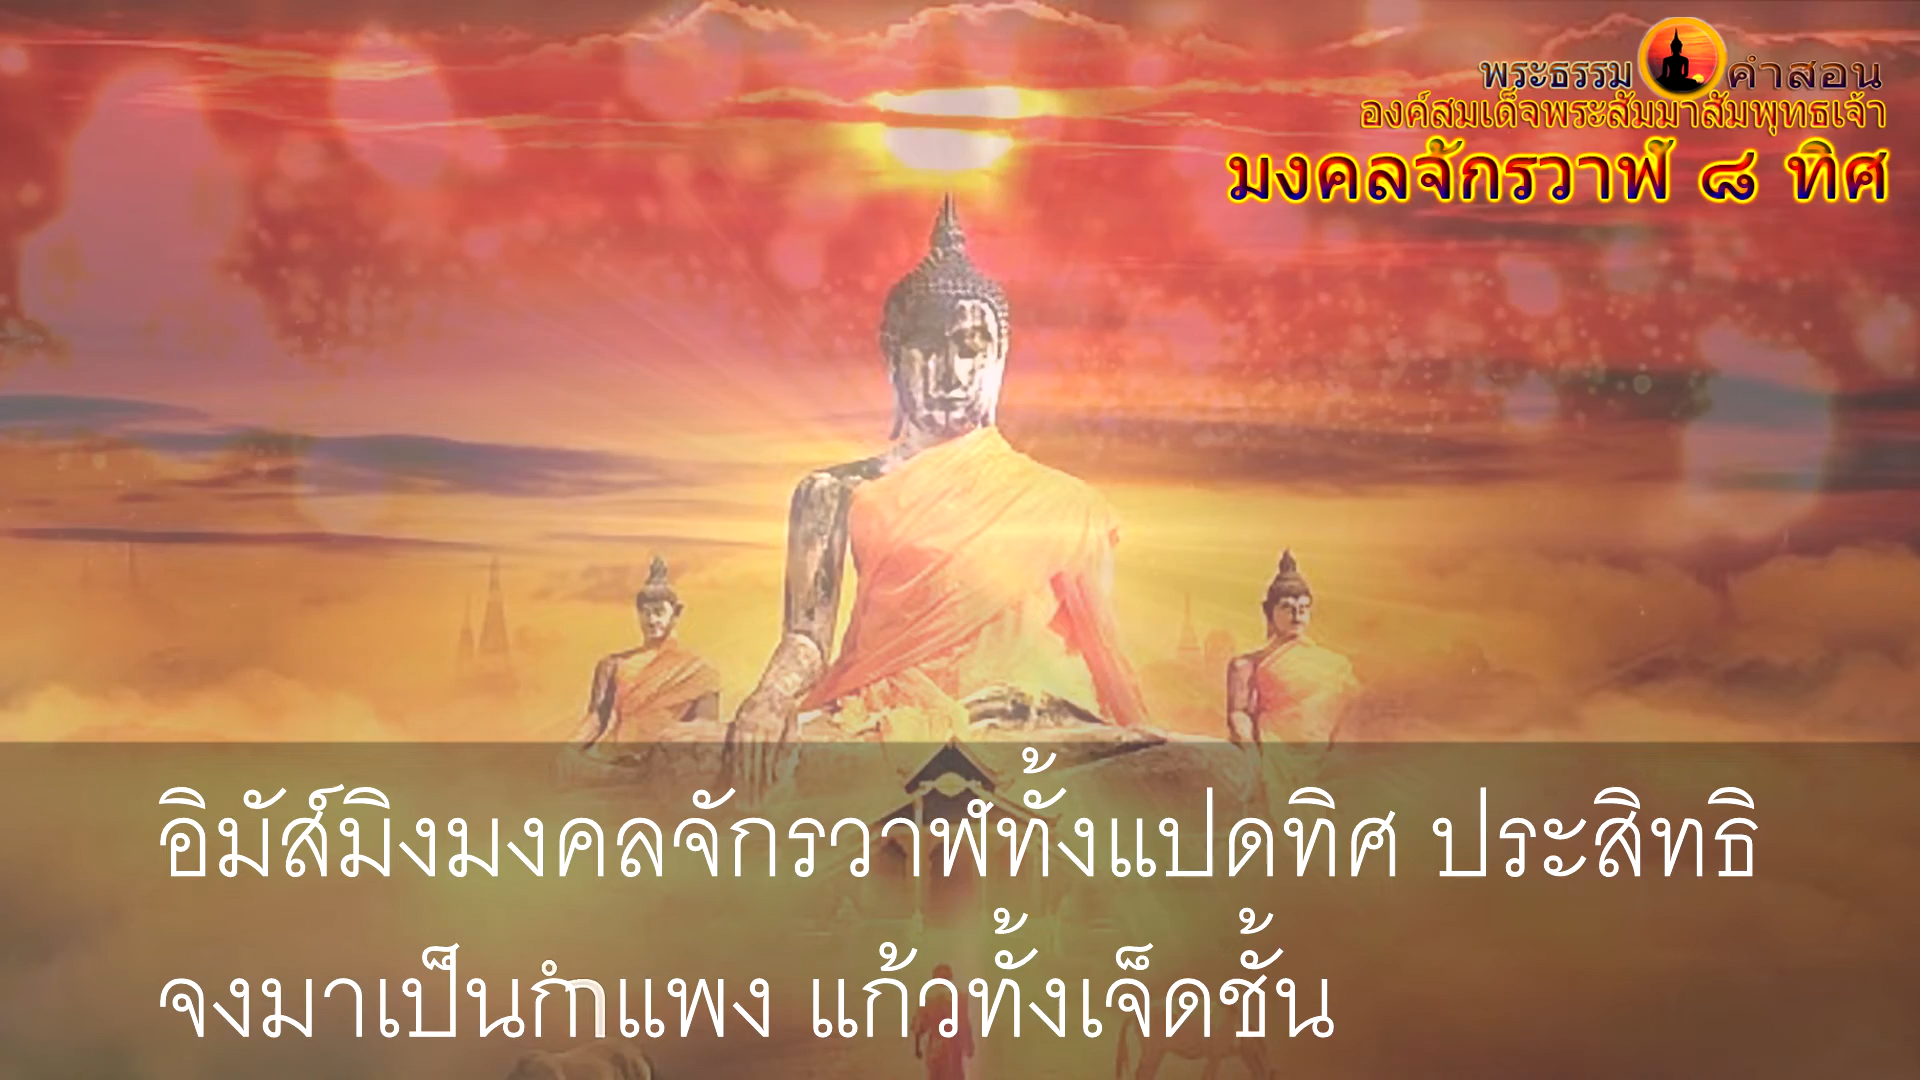 พระธรรม คำสอน
องค์สมเด็จพระสัมมาสัมพุทธเจ้า
มงคลจักรวาฬ ๘ ทิศ
อิมัส์มิงมงคลจักรวาฬทั้งแปดทิศ ประสิทธิ
จงมาเป็นกำแพง แก้วทั้งเจ็ดชั้น